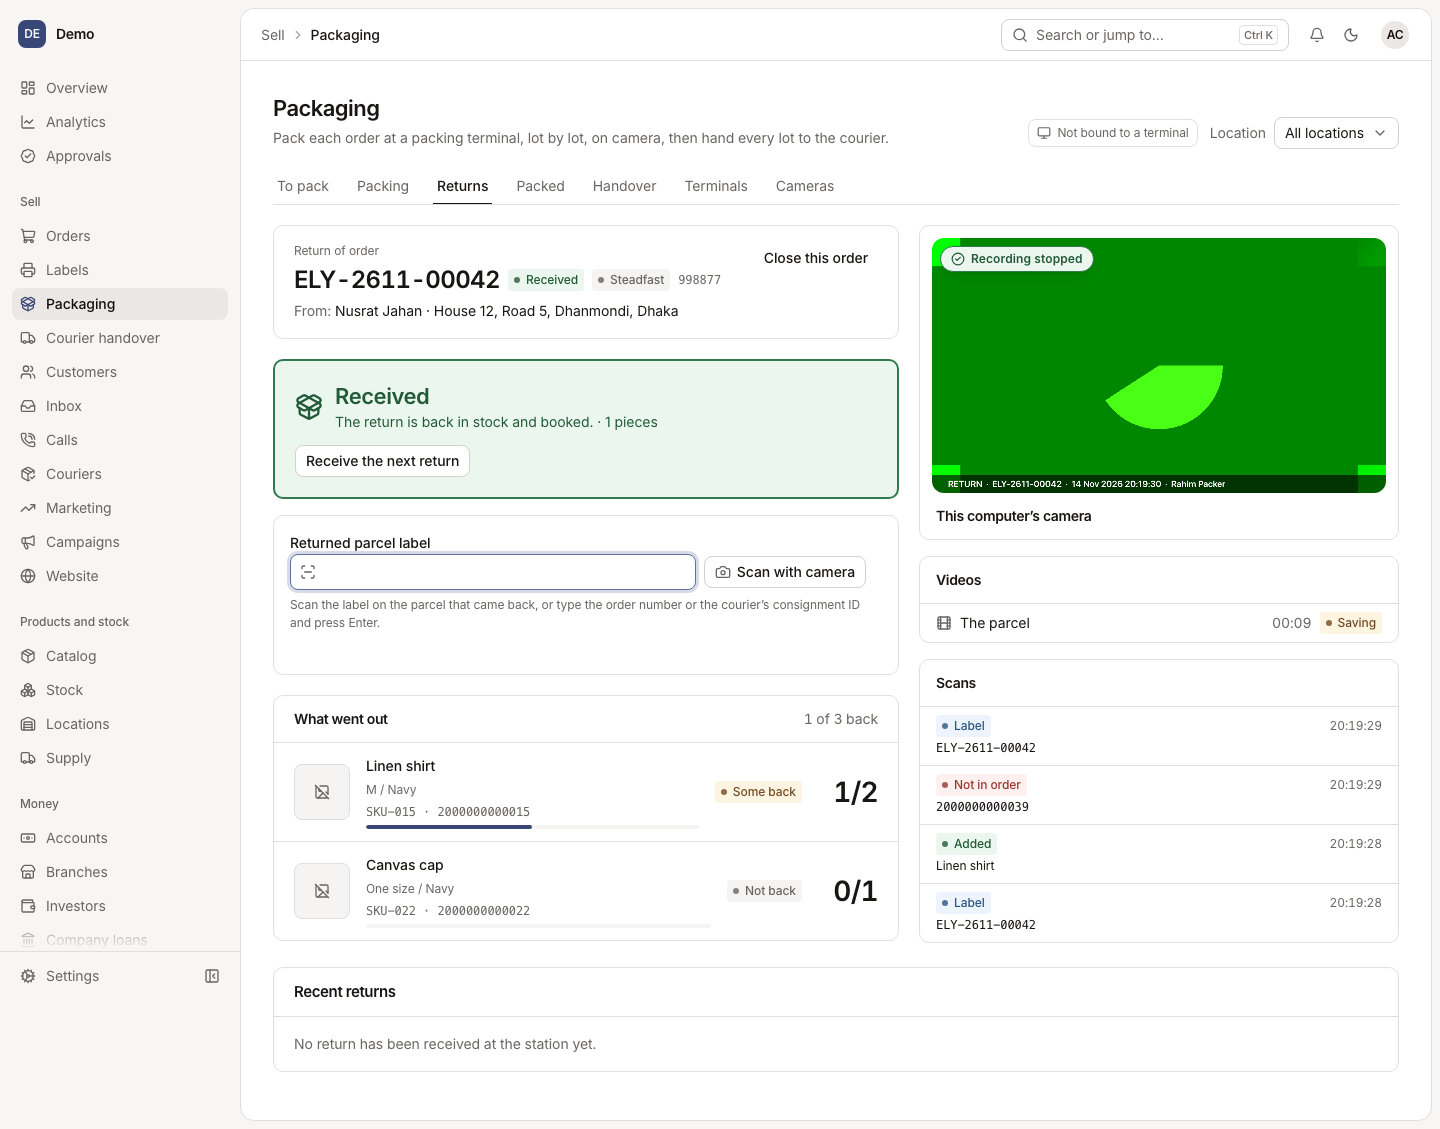 DE Demo
Overview
Analytics
Approvals
Sell
Orders
Labels
Packaging
Courier handover
Customers
Inbox
Calls
Couriers
Marketing
Campaigns
Website
Products and stock
Catalog
Stock
Locations
Supply
Money
Accounts
Branches
Investors
Company loans
Settings
Sell Packaging
Search or jump to... Ctrl K
AC
Packaging
Pack each order at a packing terminal, lot by lot, on camera, then hand every lot to the courier.
Not bound to a terminal Location All locations
To pack Packing Returns Packed Handover Terminals Cameras
Return of order
ELY-2611-00042 Received Steadfast 998877
From: Nusrat Jahan · House 12, Road 5, Dhanmondi, Dhaka
Close this order
Received
The return is back in stock and booked. · 1 pieces
Receive the next return
Returned parcel label
Scan with camera
Scan the label on the parcel that came back, or type the order number or the courier’s consignment ID
and press Enter.
What went out 1 of 3 back
Linen shirt
M / Navy
SKU-015 · 2000000000015
Some back 1/2
Canvas cap
One size / Navy
SKU-022 · 2000000000022
Not back 0/1
Recording stopped
RETURN · ELY-2611-00042 · 14 Nov 2026 20:19:30 · Rahim Packer
This computer’s camera
Videos
The parcel 00:09 Saving
Scans
Label 20:19:29
ELY-2611-00042
Not in order 20:19:29
2000000000039
Added 20:19:28
Linen shirt
Label 20:19:28
ELY-2611-00042
Recent returns
No return has been received at the station yet.